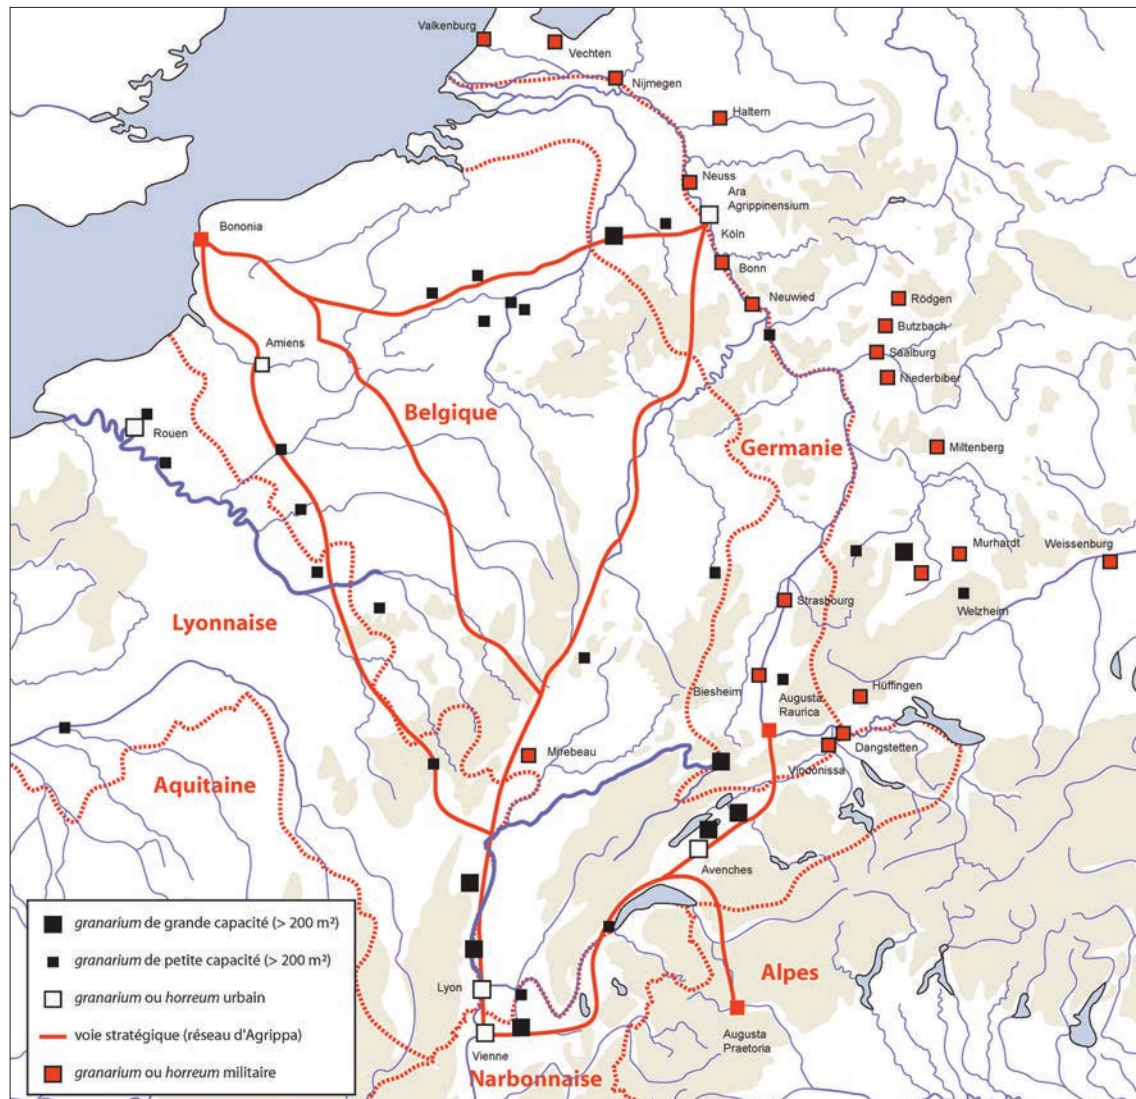 Valkenburg
Vechten
Nijmegen
Haltern
Neuss
Ara
Agrippinensium
Köln
Bononia
Bonn
Neuwied
Rödgen
Butzbach
Saalburg
Niederbiber
Amiens
Belgique
Rouen
Germanie
Miltenberg
Murhardt
Weissenburg
Welzheim
Strasbourg
Lyonnaise
Biesheim
Augusta
Raurica
Hüffingen
Mirebeau
Dangstetten
Vindonissa
Aquitaine
Avenches
granarium de grande capacité (> 200 m²)
granarium de petite capacité (> 200 m²)
granarium ou horreum urbain
voie stratégique (réseau d'Agrippa)
granarium ou horreum militaire
Lyon
Vienne
Alpes
Augusta
Praetoria
Narbonnaise